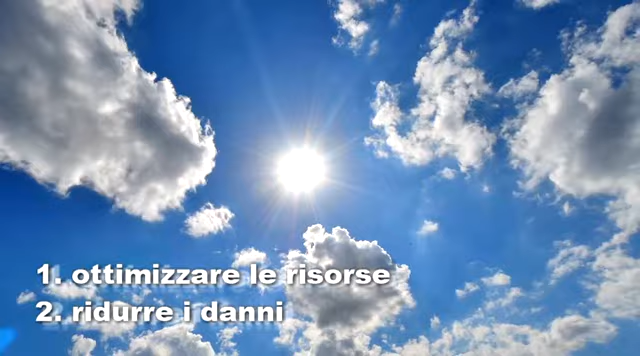 1. ottimizzare le risorse
2. ridurre i danni